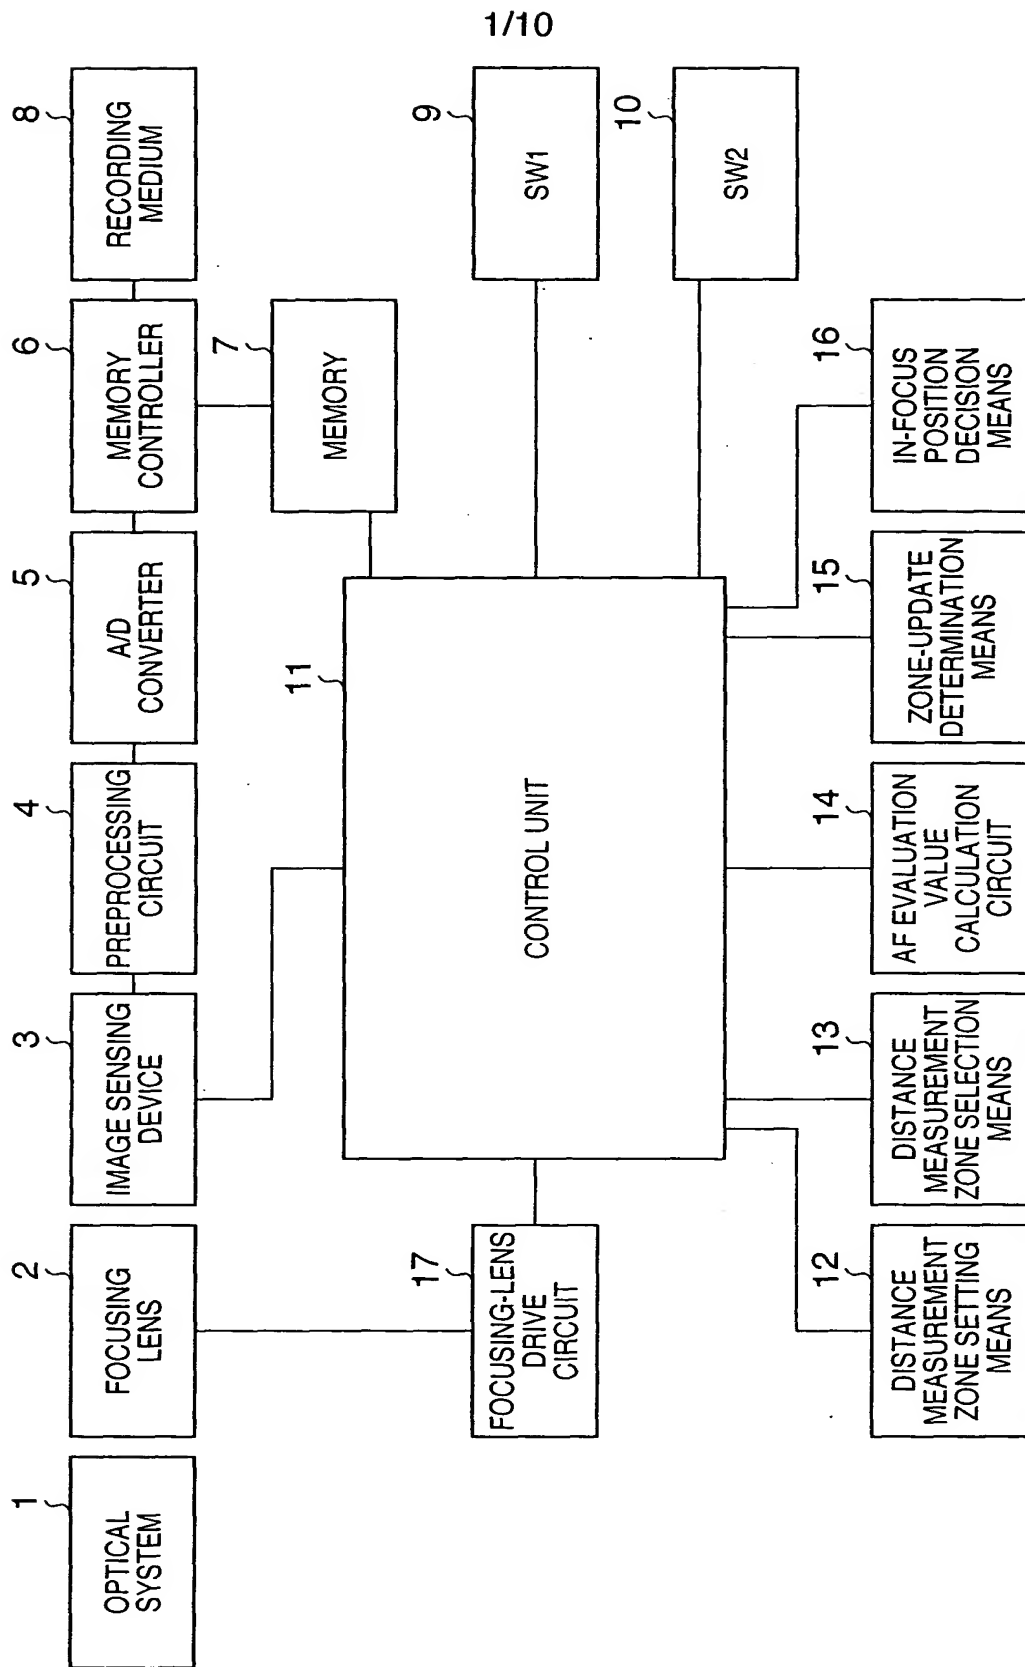 1/10
1
OPTICAL
SYSTEM
2
FOCUSING
LENS
3
IMAGE SENSING
DEVICE
4
PREPROCESSING
CIRCUIT
5
A/D
CONVERTER
6
MEMORY
CONTROLLER
8
RECORDING
MEDIUM
7
MEMORY
9
SW1
10
SW2
11
CONTROL UNIT
17
FOCUSING-LENS
DRIVE
CIRCUIT
12
DISTANCE
MEASUREMENT
ZONE SETTING
MEANS
13
DISTANCE
MEASUREMENT
ZONE SELECTION
MEANS
14
AF EVALUATION
VALUE
CALCULATION
CIRCUIT
15
ZONE-UPDATE
DETERMINATION
MEANS
16
IN-FOCUS
POSITION
DECISION
MEANS